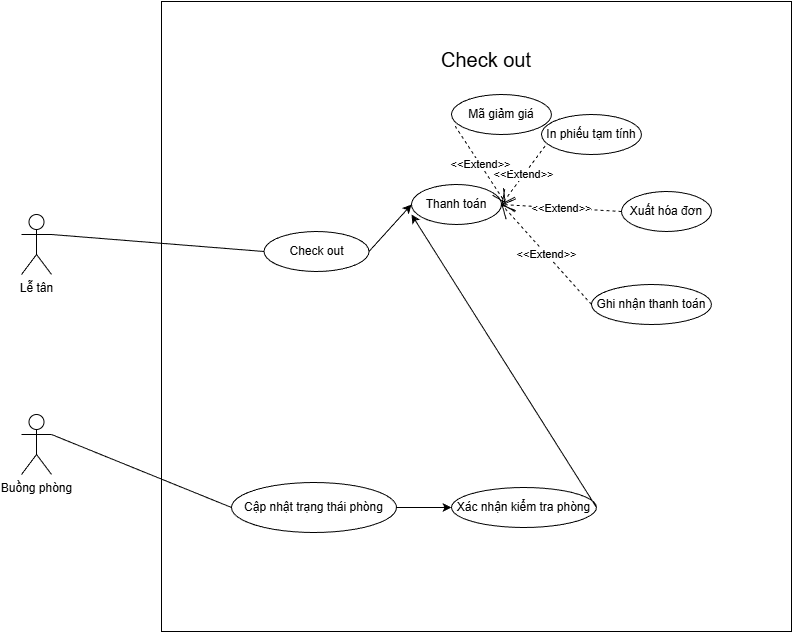 Check out
Mã giảm giá
In phiếu tạm tính
<<Extend>>
<<Extend>>
Thanh toán
<<Extend>>
Xuất hóa đơn
Check out
<<Extend>>
Lễ tân
Ghi nhận thanh toán
Buồng phòng
Cập nhật trạng thái phòng
Xác nhận kiểm tra phòng